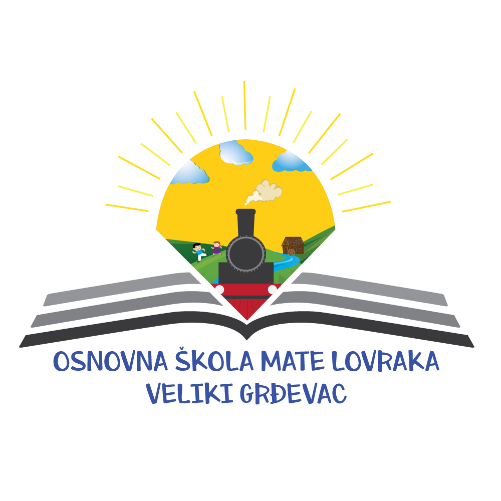 OSNOVNA ŠKOLA MATE LOVRAKA
VELIKI GRĐEVAC